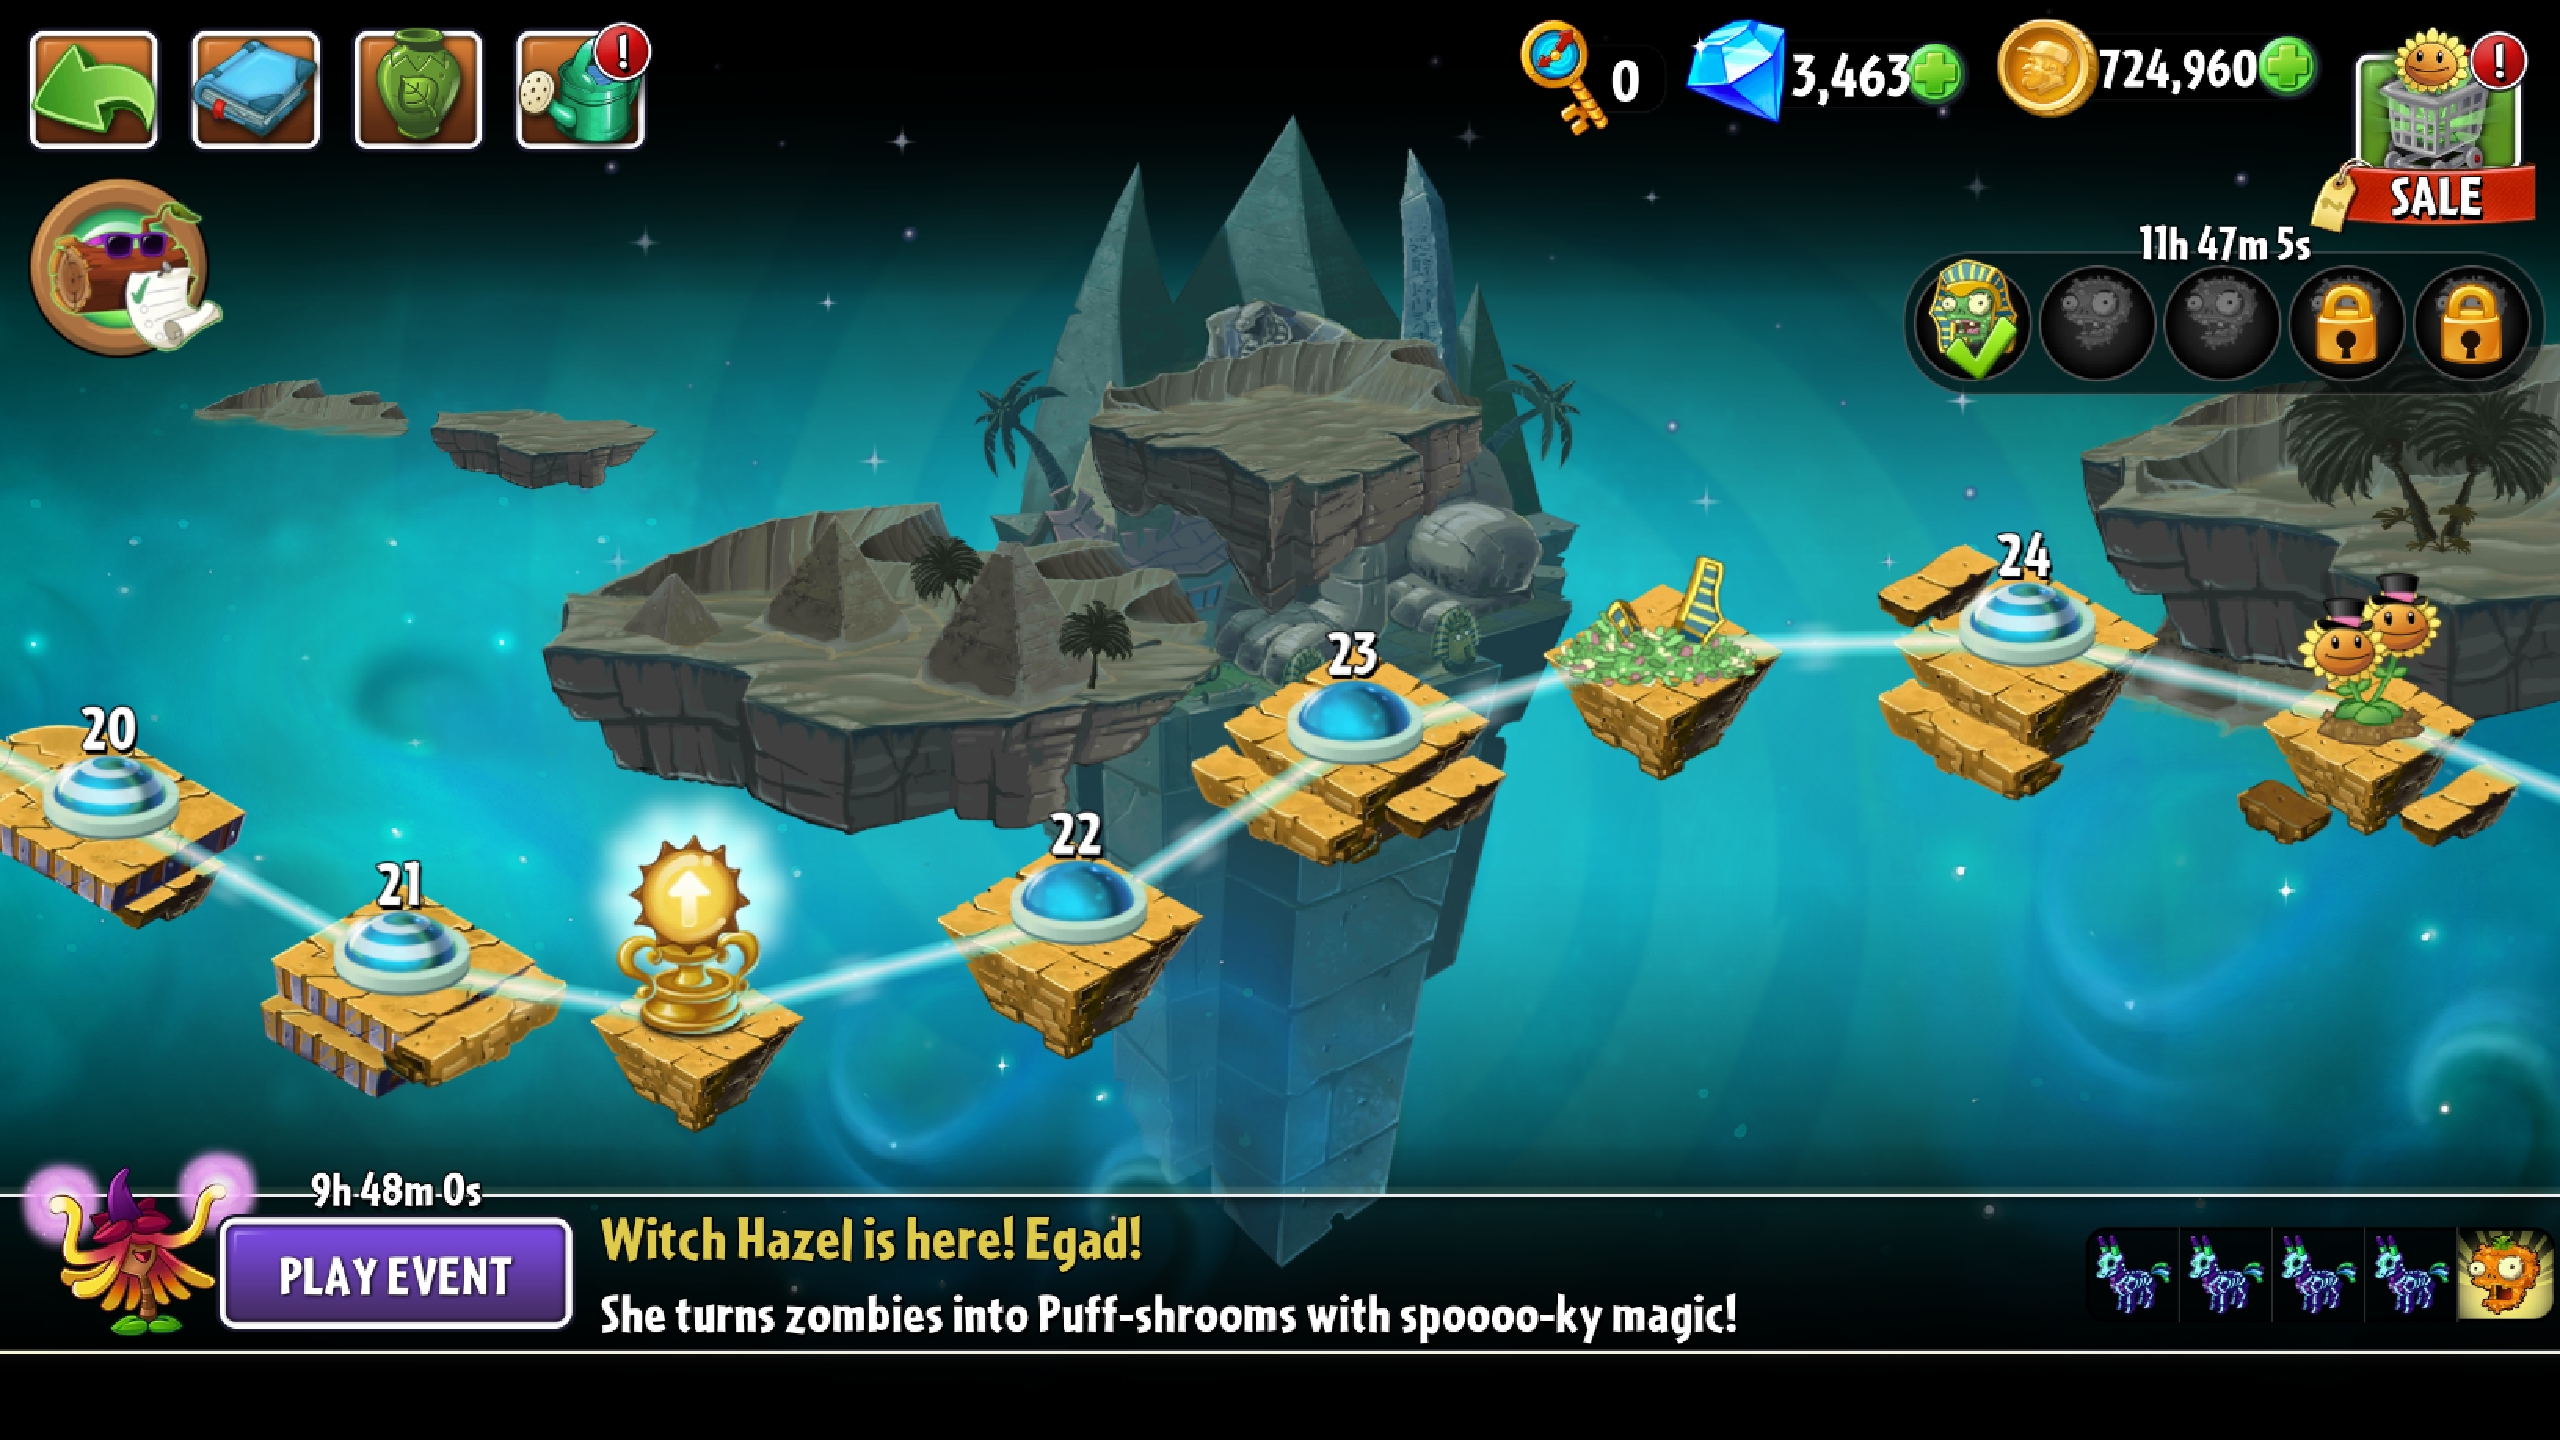 !
0
3,463
724,960
!
SALE
11h 47m 5s
24
23
20
22
21
9h 48m 0s
PLAY EVENT
Witch Hazel is here! Egad!
She turns zombies into Puff-shrooms with spoooo-ky magic!